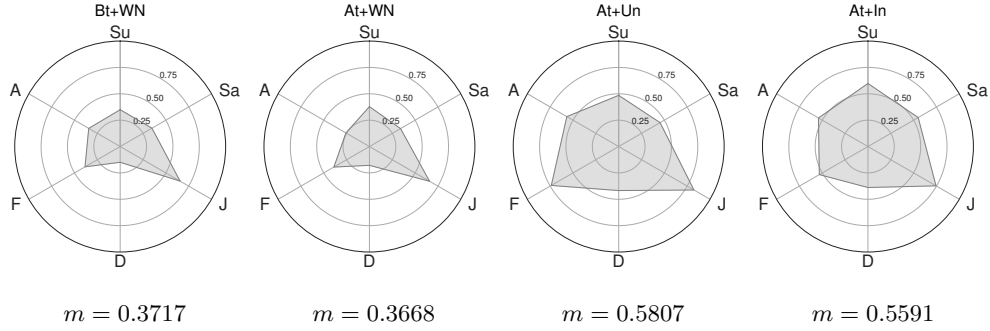 Bt+WN
Su
0.75
A
Sa
0.50
0.25
F
J
D
m = 0.3717
At+WN
Su
0.75
A
Sa
0.50
0.25
F
J
D
m = 0.3668
At+Un
Su
0.75
A
Sa
0.50
0.25
F
J
D
m = 0.5807
At+In
Su
0.75
A
Sa
0.50
0.25
F
J
D
m = 0.5591